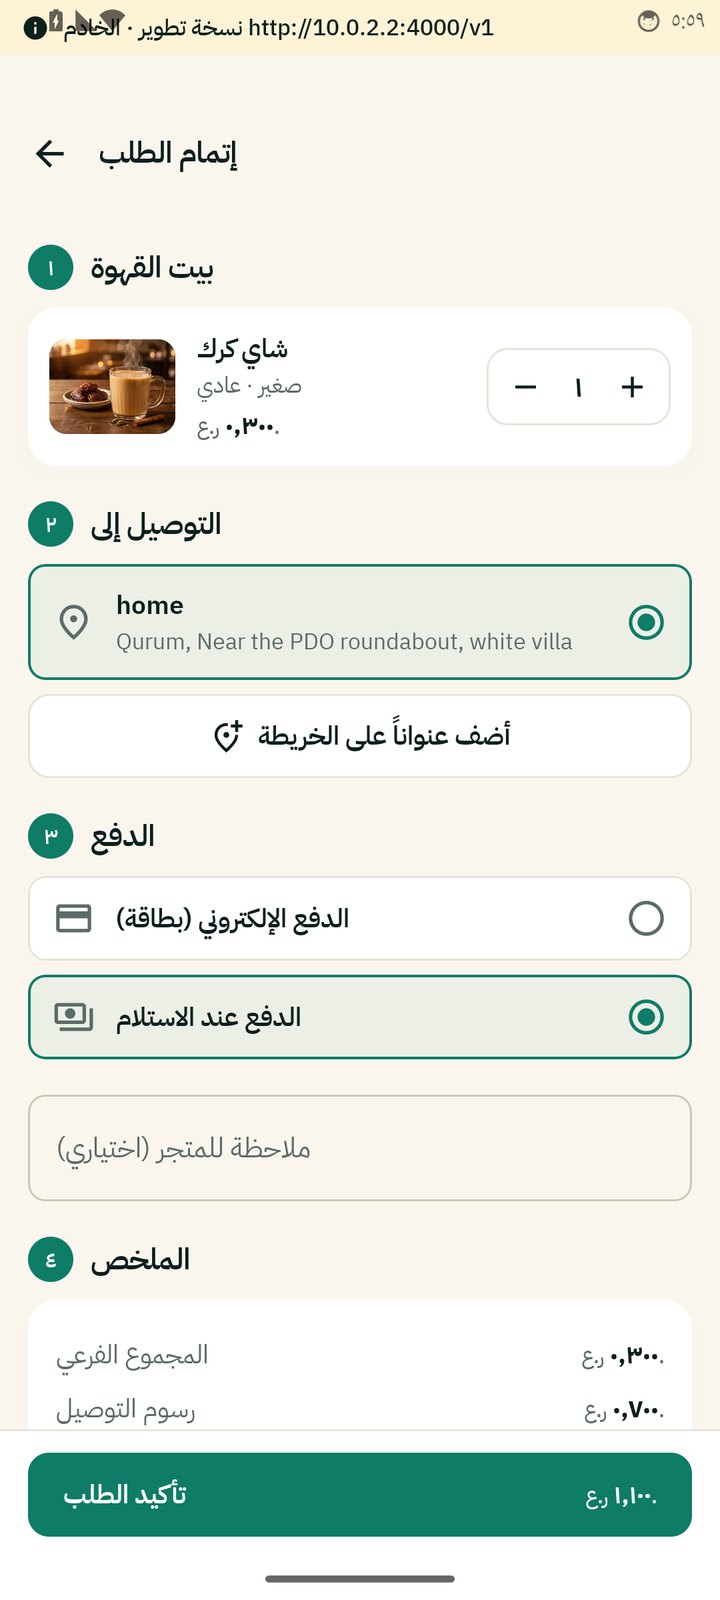 نسخة تطوير · الخادم http://10.0.2.2:4000/v1
٥:٥٩
إتمام الطلب
١ بيت القهوة
شاي كرك
صغير · عادي
٠,٣٠٠ ر.ع.
١
٢ التوصيل إلى
home
Qurum, Near the PDO roundabout, white villa
أضف عنواناً على الخريطة
٣ الدفع
الدفع الإلكتروني (بطاقة)
الدفع عند الاستلام
ملاحظة للمتجر (اختياري)
٤ الملخص
المجموع الفرعي ٠,٣٠٠ ر.ع.
رسوم التوصيل ٠,٧٠٠ ر.ع.
تأكيد الطلب ١,١٠٠ ر.ع.